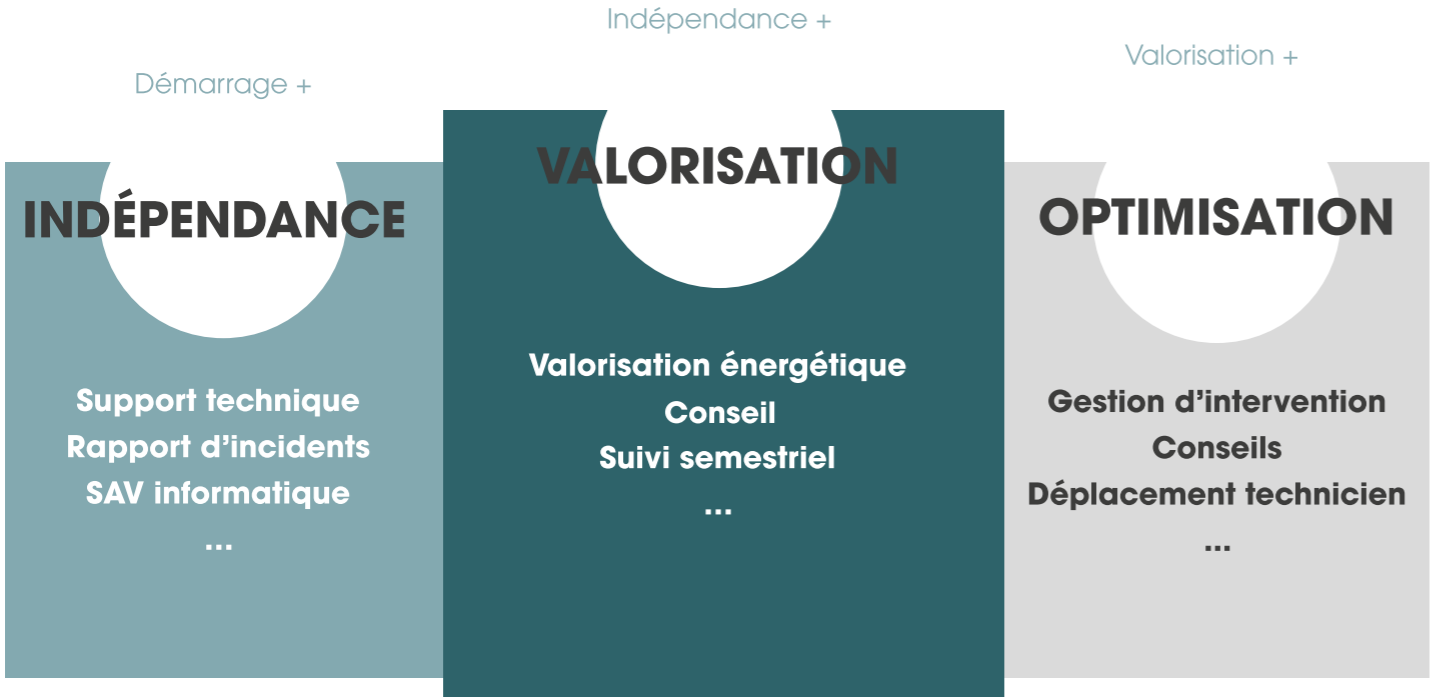 Démarrage +
INDÉPENDANCE
Support technique
Rapport d’incidents
SAV informatique
...
Indépendance +
VALORISATION
Valorisation énergétique
Conseil
Suivi semestriel
...
Valorisation +
OPTIMISATION
Gestion d’intervention
Conseils
Déplacement technicien
...